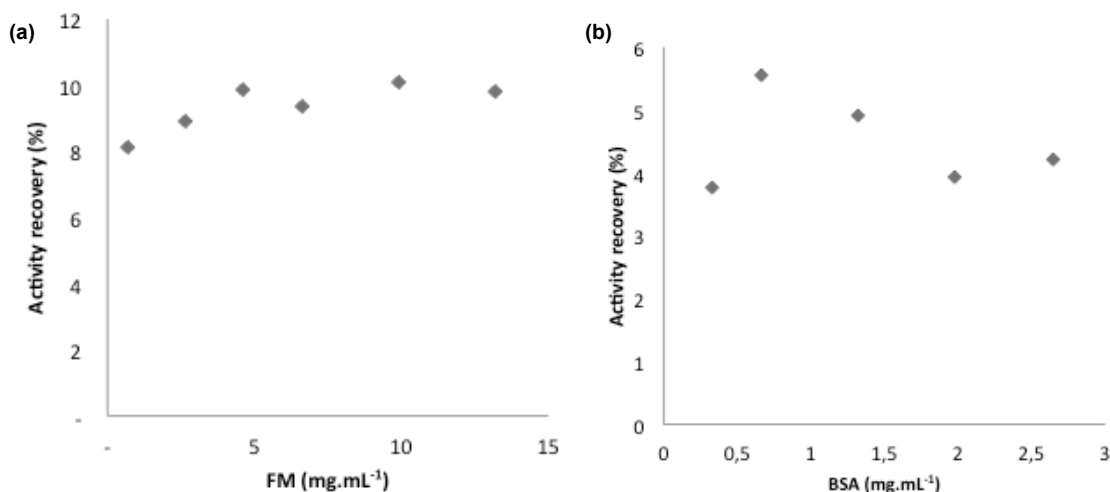 (a)
12
10
8
6
4
2
-
Activity recovery (%)
- 5 10 15
FM (mg.mL⁻¹)
(b)
6
5
4
3
2
1
0
Activity recovery (%)
0 0,5 1 1,5 2 2,5 3
BSA (mg.mL⁻¹)